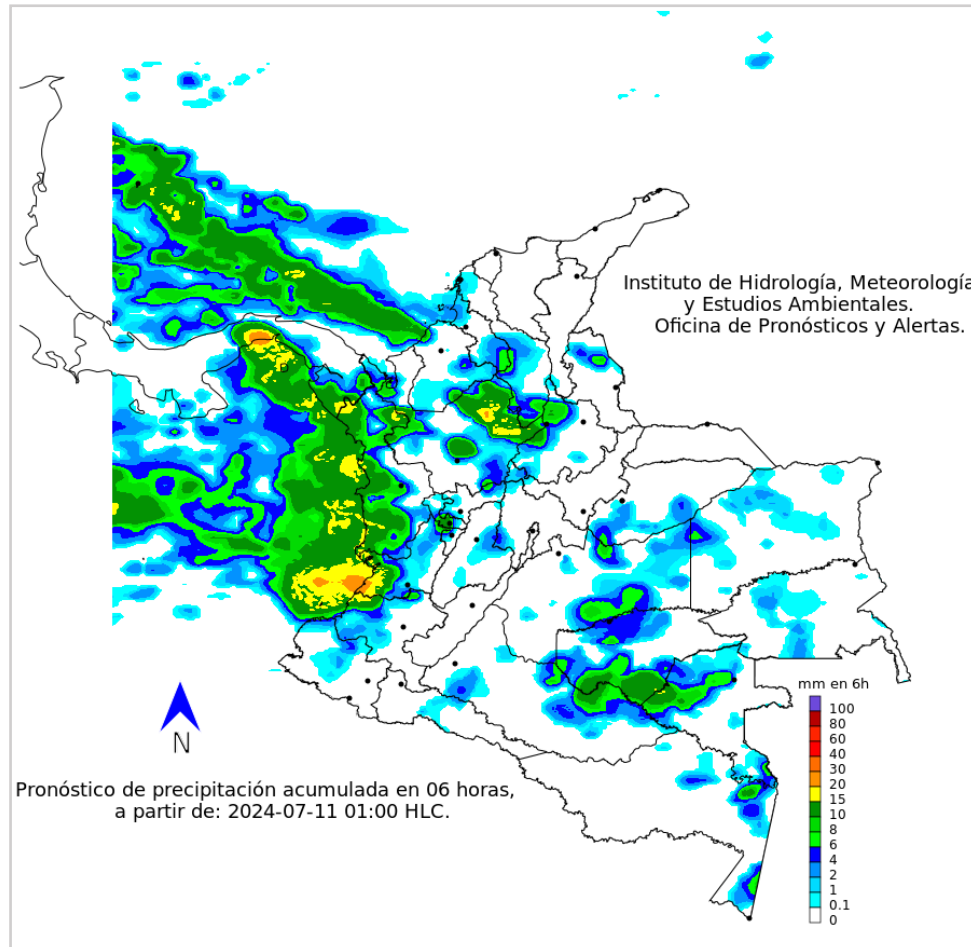 Instituto de Hidrología, Meteorología
y Estudios Ambientales.
Oficina de Pronósticos y Alertas.
mm en 6h
100
80
60
40
30
20
15
10
8
6
4
2
1
0.1
0
N
Pronóstico de precipitación acumulada en 06 horas,
a partir de: 2024-07-11 01:00 HLC.